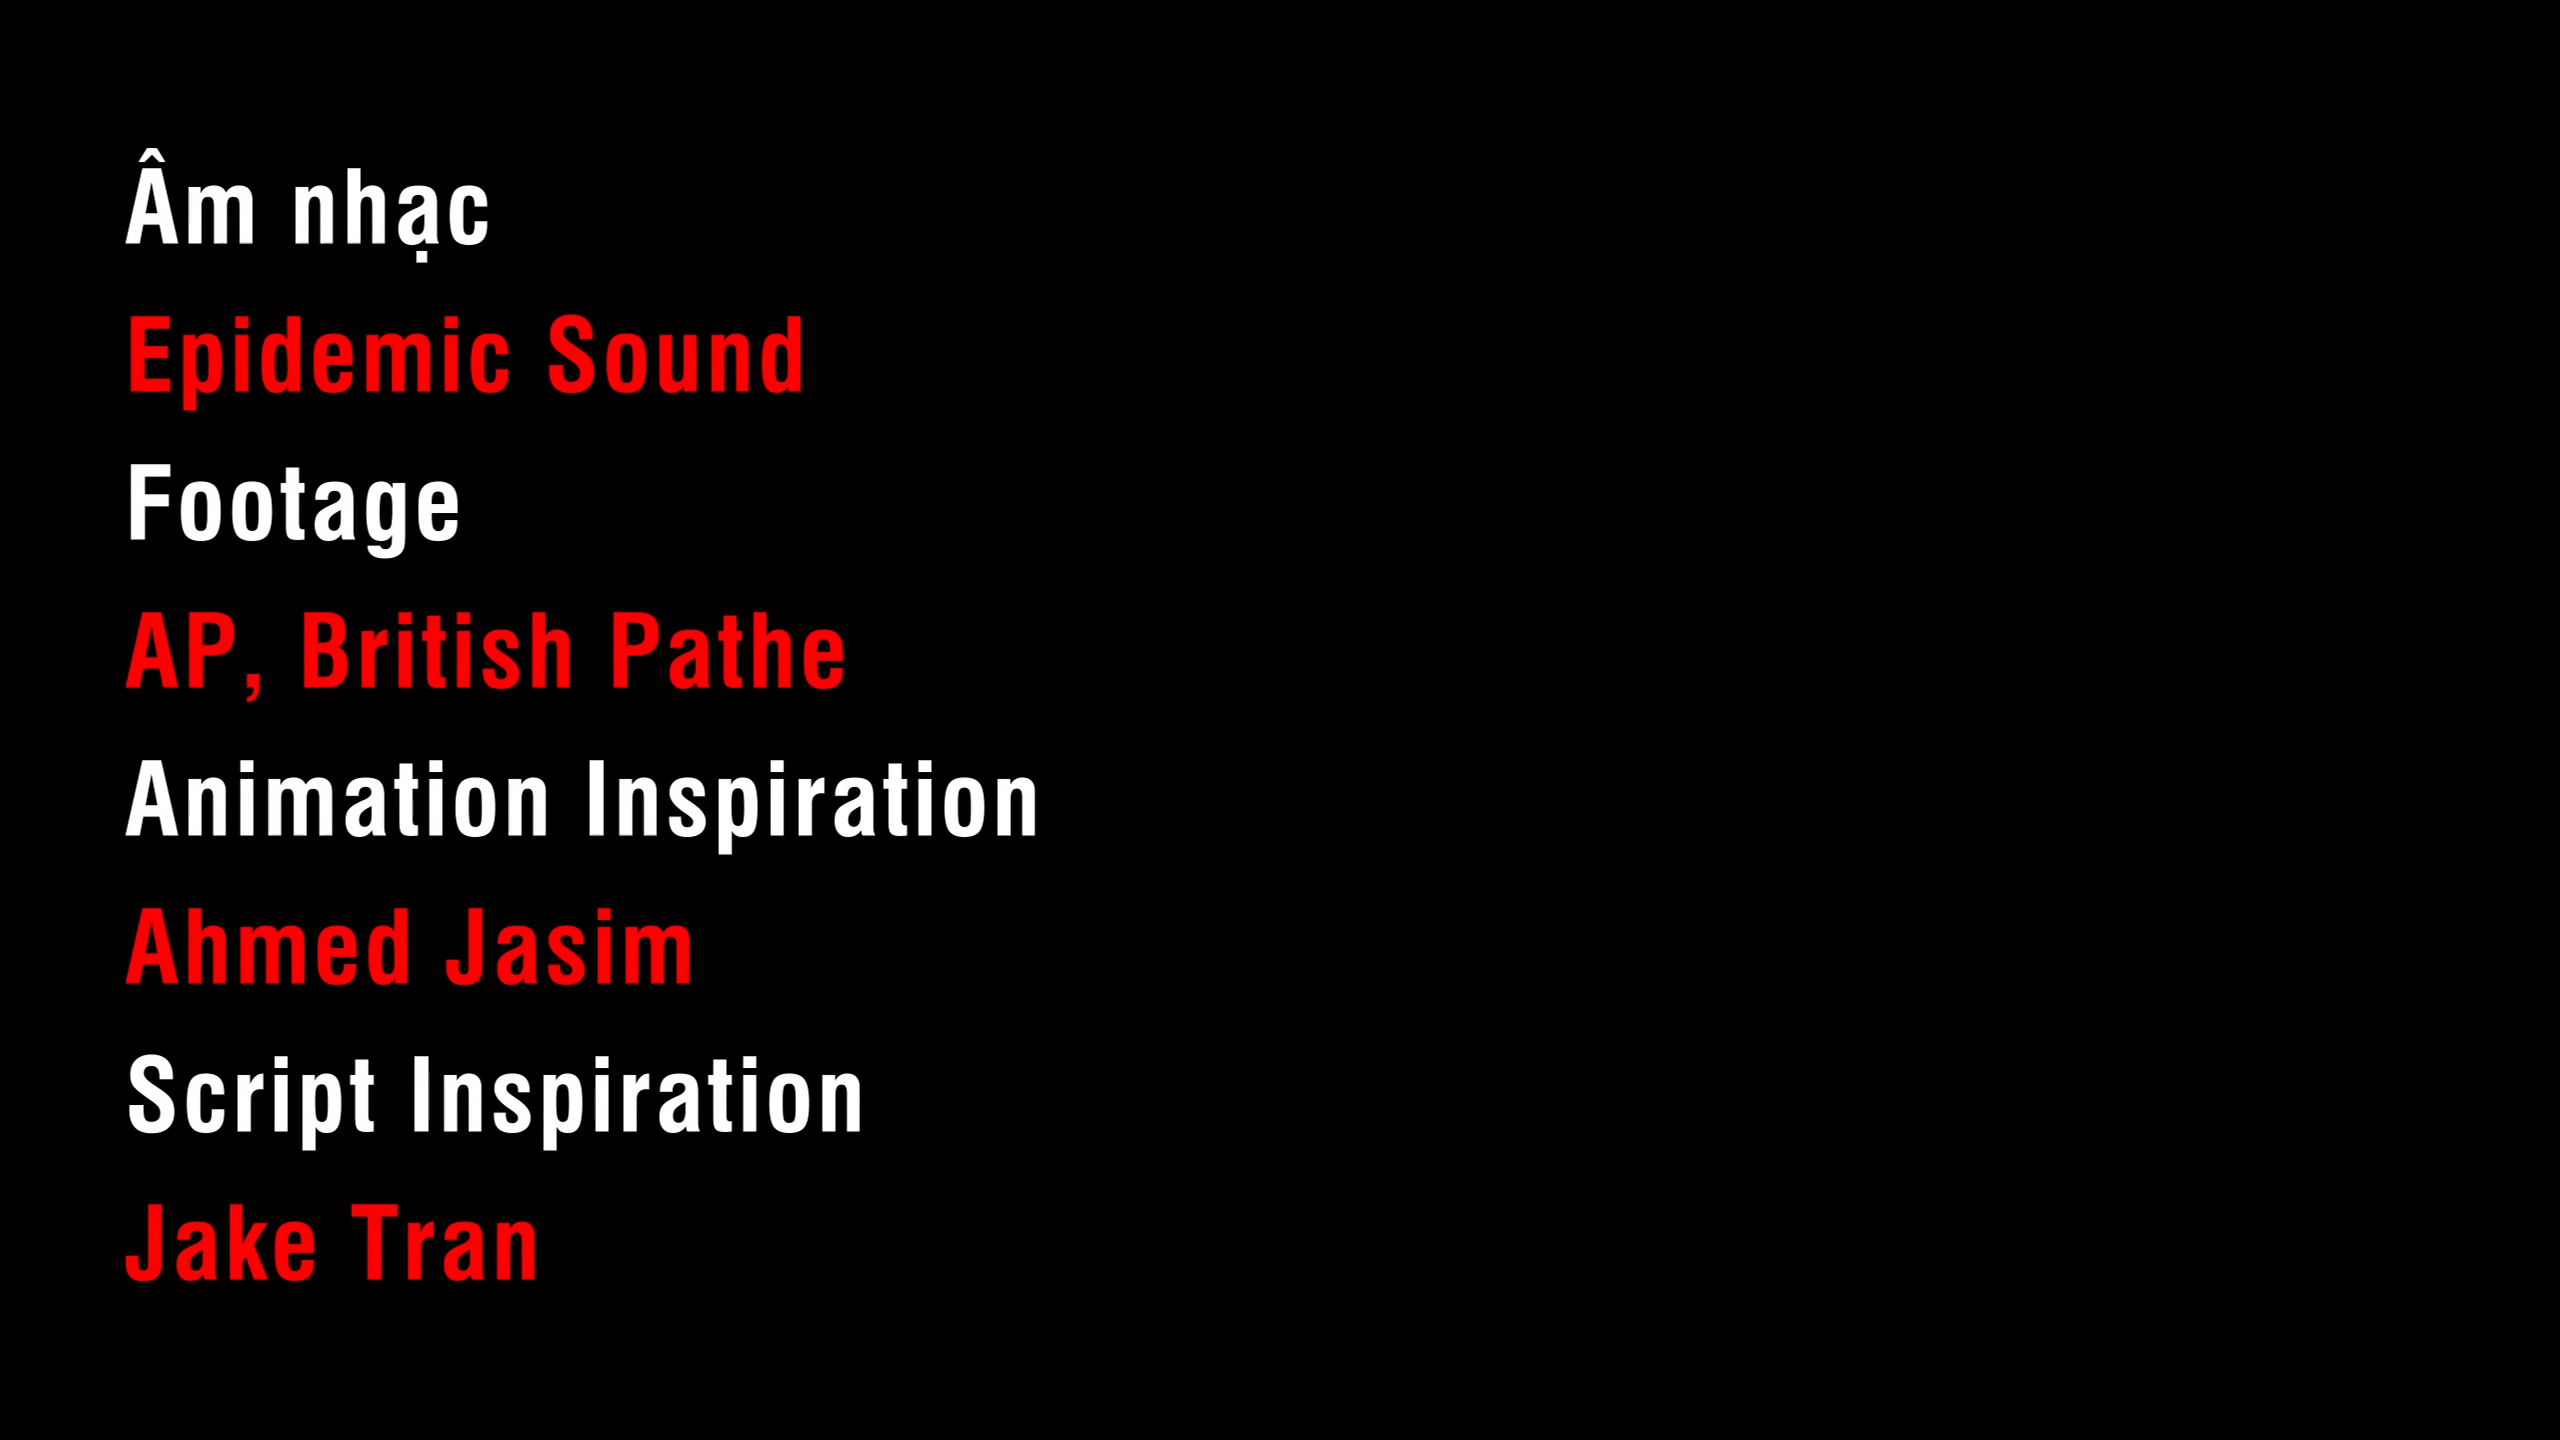 Âm nhạc
Epidemic Sound
Footage
AP, British Pathe
Animation Inspiration
Ahmed Jasim
Script Inspiration
Jake Tran